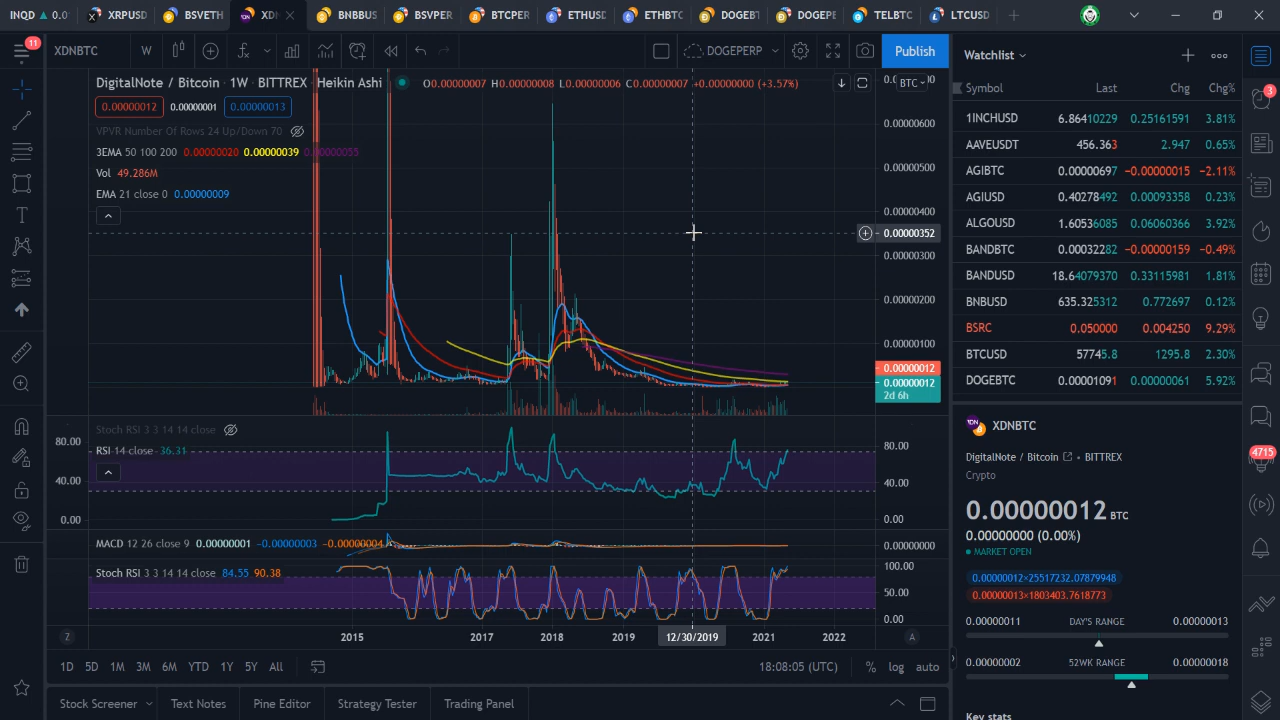 INQD ▲ 0.0
XRPUSD
BSVETH
XDN
BNBBUS
BSVPER
BTCPER
ETHUSD
ETHBTC
DOGEBT
DOGEPE
TELBTC
LTCUSD
11
XDNBTC
W
DOGEPERP
Publish
DigitalNote / Bitcoin · 1W · BITTREX Heikin Ashi
O0.00000007 H0.00000008 L0.00000006 C0.00000007 +0.00000000 (+3.57%)
BTC
0.00000012 0.00000001 0.00000013
VPVR Number Of Rows 24 Up/Down 70
3EMA 50 100 200 0.00000020 0.00000039 0.00000055
Vol 49.286M
EMA 21 close 0 0.00000009
0.00000600
0.00000500
0.00000400
0.00000352
0.00000300
0.00000200
0.00000100
0.00000012
0.00000012
2d 6h
Stoch RSI 3 3 14 14 close
RSI 14 close 36.31
80.00
40.00
0.00
80.00
40.00
0.00
MACD 12 26 close 9 0.00000001 −0.00000003 −0.00000004
0.00000000
Stoch RSI 3 3 14 14 close 84.55 90.38
100.00
50.00
0.00
Z
2015
2017
2018
2019
12/30/2019
2021
2022
A
1D 5D 1M 3M 6M YTD 1Y 5Y All
18:08:05 (UTC)
% log auto
Stock Screener
Text Notes
Pine Editor
Strategy Tester
Trading Panel
Watchlist
Symbol Last Chg Chg%
1INCHUSD 6.86410229 0.25161591 3.81%
AAVEUSDT 456.363 2.947 0.65%
AGIBTC 0.00000697 −0.00000015 −2.11%
AGIUSD 0.40278492 0.00093358 0.23%
ALGOUSD 1.60536085 0.06060366 3.92%
BANDBTC 0.00032282 −0.00000159 −0.49%
BANDUSD 18.64079370 0.33115981 1.81%
BNBUSD 635.325312 0.772697 0.12%
BSRC 0.050000 0.004250 9.29%
BTCUSD 57745.8 1295.8 2.30%
DOGEBTC 0.00001091 0.00000061 5.92%
XDNBTC
DigitalNote / Bitcoin • BITTREX
Crypto
0.00000012 BTC
0.00000000 (0.00%)
MARKET OPEN
0.00000012×25517232.07879948
0.00000013×1803403.7618773
0.00000011 DAY'S RANGE 0.00000013
0.00000002 52WK RANGE 0.00000018
Key stats
3
4715